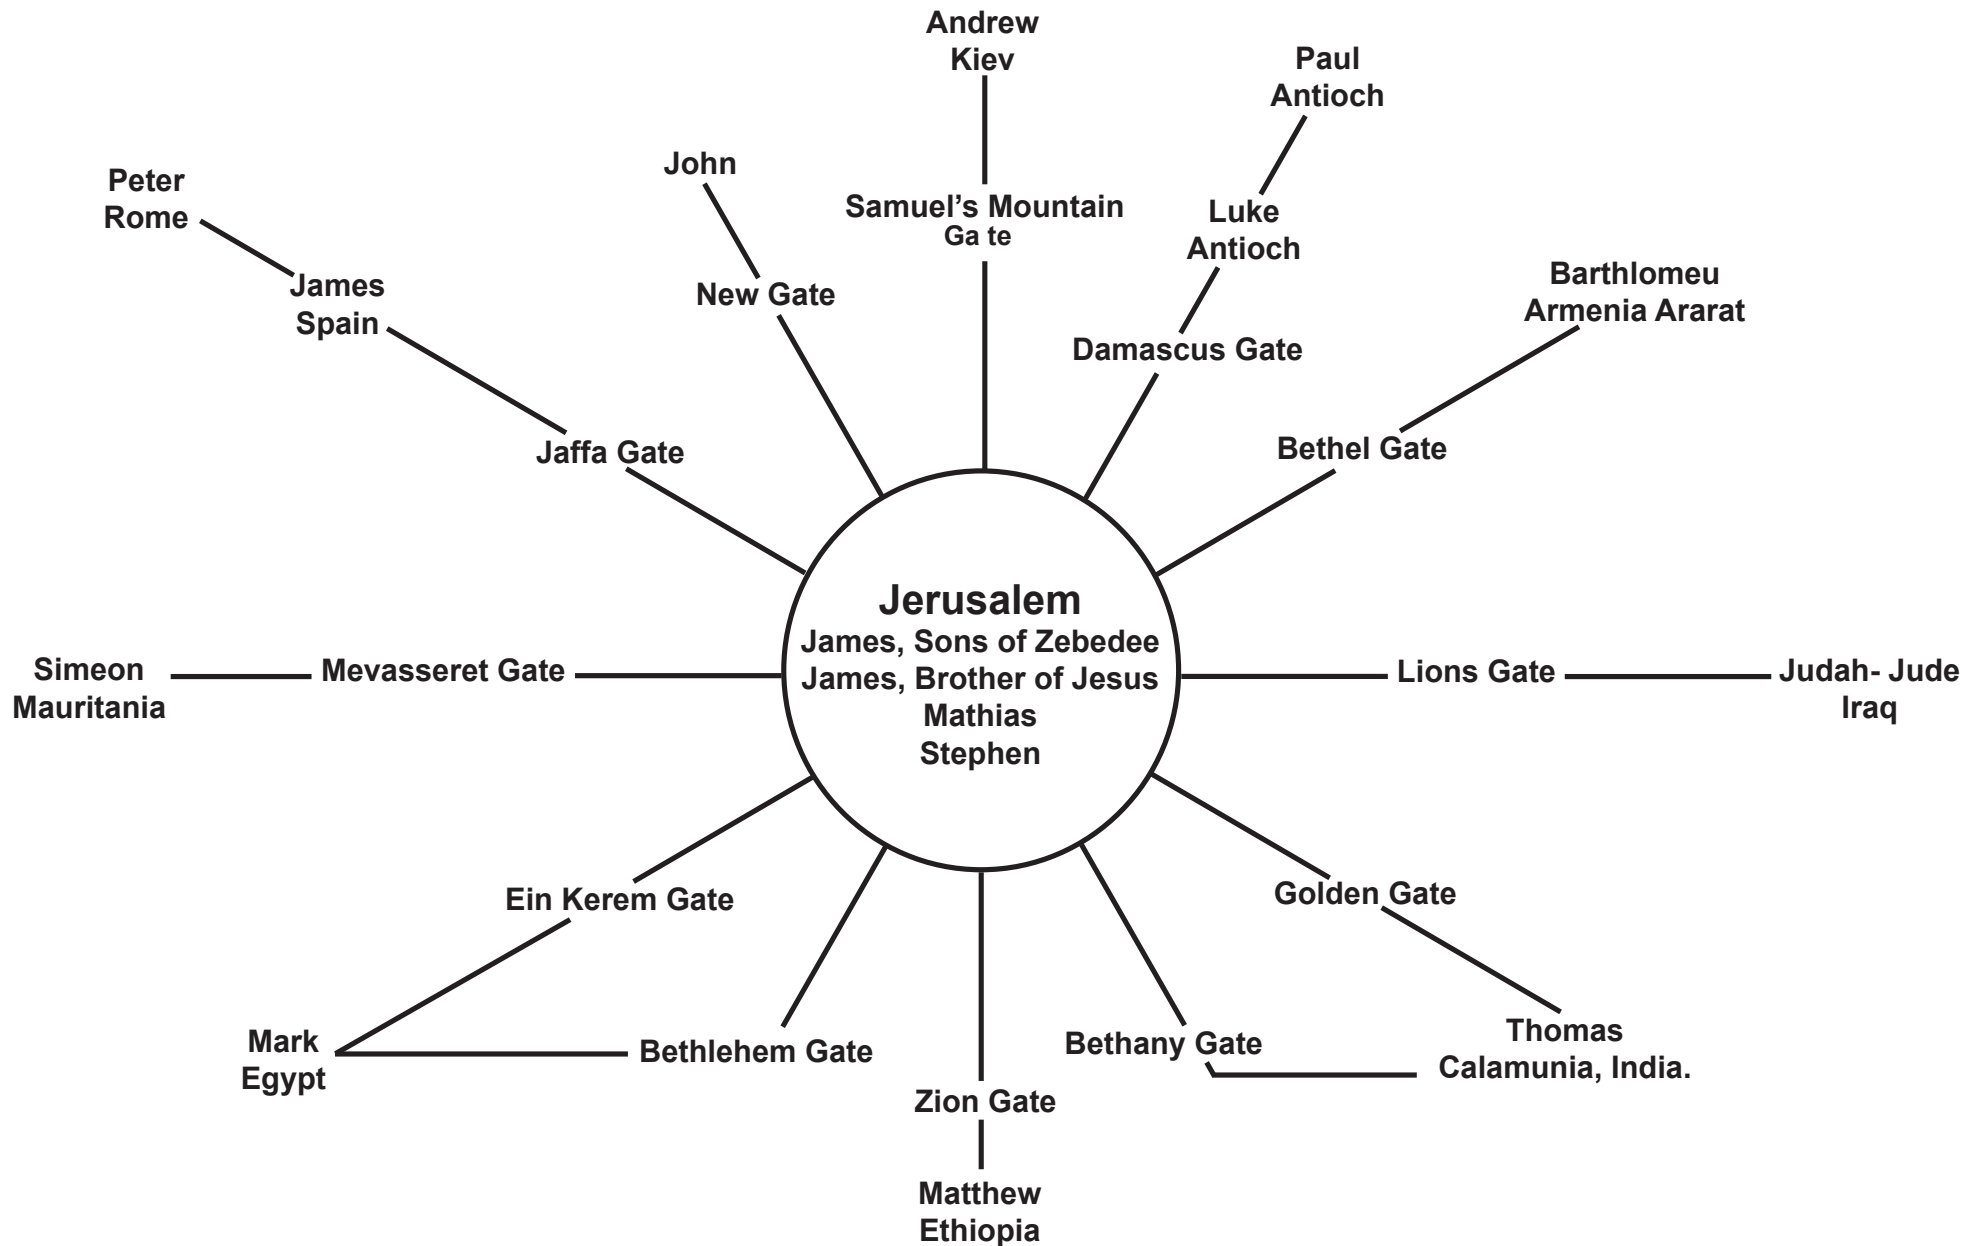 Andrew
Kiev
Paul
Antioch
John
Peter
Rome
Samuel’s Mountain
Ga te
Luke
Antioch
James
Spain
New Gate
Barthlomeu
Armenia Ararat
Damascus Gate
Jaffa Gate
Bethel Gate
Jerusalem
James, Sons of Zebedee
James, Brother of Jesus
Mathias
Stephen
Simeon
Mauritania
Mevasseret Gate
Lions Gate
Judah- Jude
Iraq
Ein Kerem Gate
Golden Gate
Mark
Egypt
Bethlehem Gate
Bethany Gate
Thomas
Calamunia, India.
Zion Gate
Matthew
Ethiopia